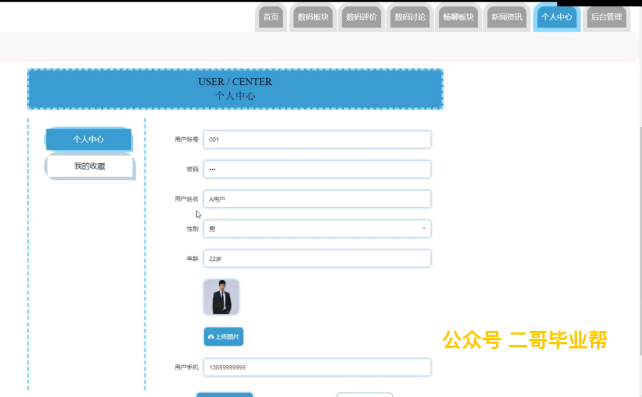 首页 数码板块 数码评价 数码讨论 畅聊板块 新闻资讯 个人中心 后台管理
USER / CENTER
个人中心
个人中心
我的收藏
用户账号 001
密码 •••
用户姓名 A用户
性别 男
年龄 22岁
上传图片
用户手机 13899999999
公众号 二哥毕业帮